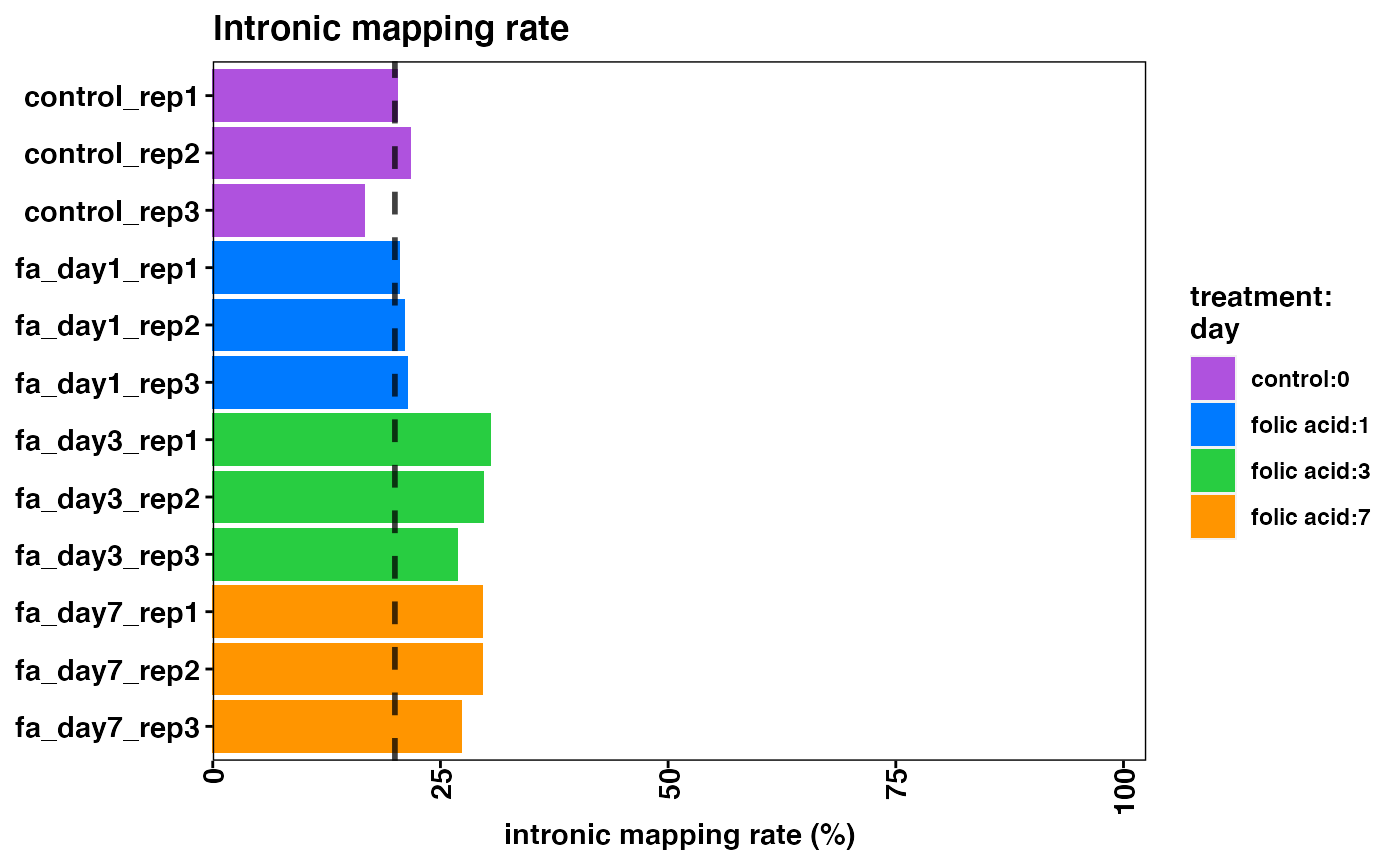 Intronic mapping rate
control_rep1
control_rep2
control_rep3
fa_day1_rep1
fa_day1_rep2
fa_day1_rep3
fa_day3_rep1
fa_day3_rep2
fa_day3_rep3
fa_day7_rep1
fa_day7_rep2
fa_day7_rep3
0
25
50
75
100
intronic mapping rate (%)
treatment:
day
control:0
folic acid:1
folic acid:3
folic acid:7